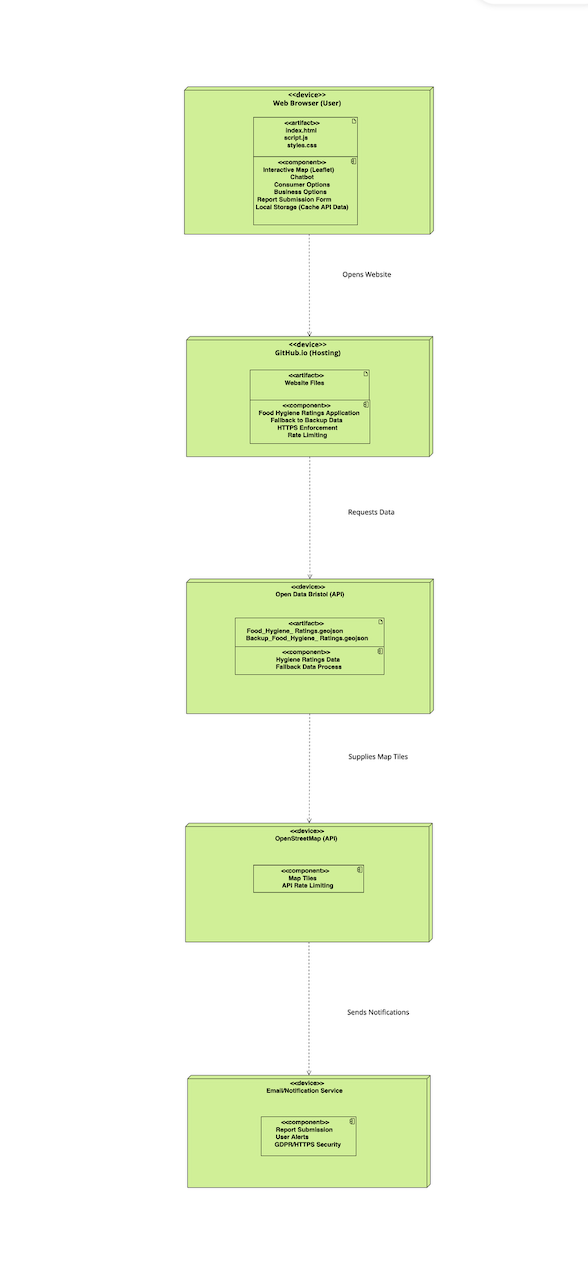 <<device>>
Web Browser (User)
<<artifact>>
index.html
script.js
styles.css
<<component>>
Interactive Map (Leaflet)
Chatbot
Consumer Options
Business Options
Report Submission Form
Local Storage (Cache API Data)
Opens Website
<<device>>
GitHub.io (Hosting)
<<artifact>>
Website Files
<<component>>
Food Hygiene Ratings Application
Fallback to Backup Data
HTTPS Enforcement
Rate Limiting
Requests Data
<<device>>
Open Data Bristol (API)
<<artifact>>
Food_Hygiene_ Ratings.geojson
Backup_Food_Hygiene_ Ratings.geojson
<<component>>
Hygiene Ratings Data
Fallback Data Process
Supplies Map Tiles
<<device>>
OpenStreetMap (API)
<<component>>
Map Tiles
API Rate Limiting
Sends Notifications
<<device>>
Email/Notification Service
<<component>>
Report Submission
User Alerts
GDPR/HTTPS Security